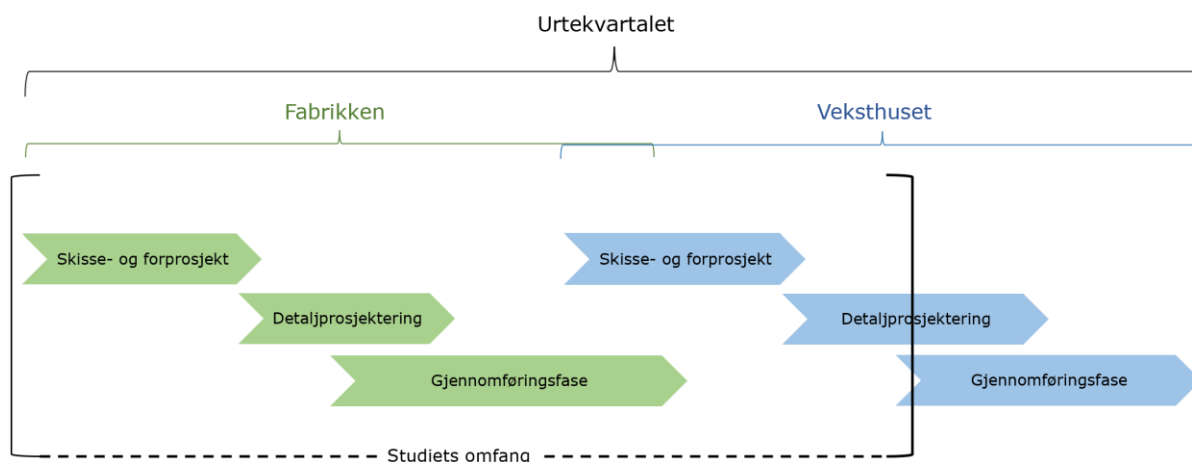 Urtekvartalet
Fabrikken
Veksthuset
Skisse- og forprosjekt
Skisse- og forprosjekt
Detaljprosjektering
Detaljprosjektering
Gjennomføringsfase
Gjennomføringsfase
Studiets omfang